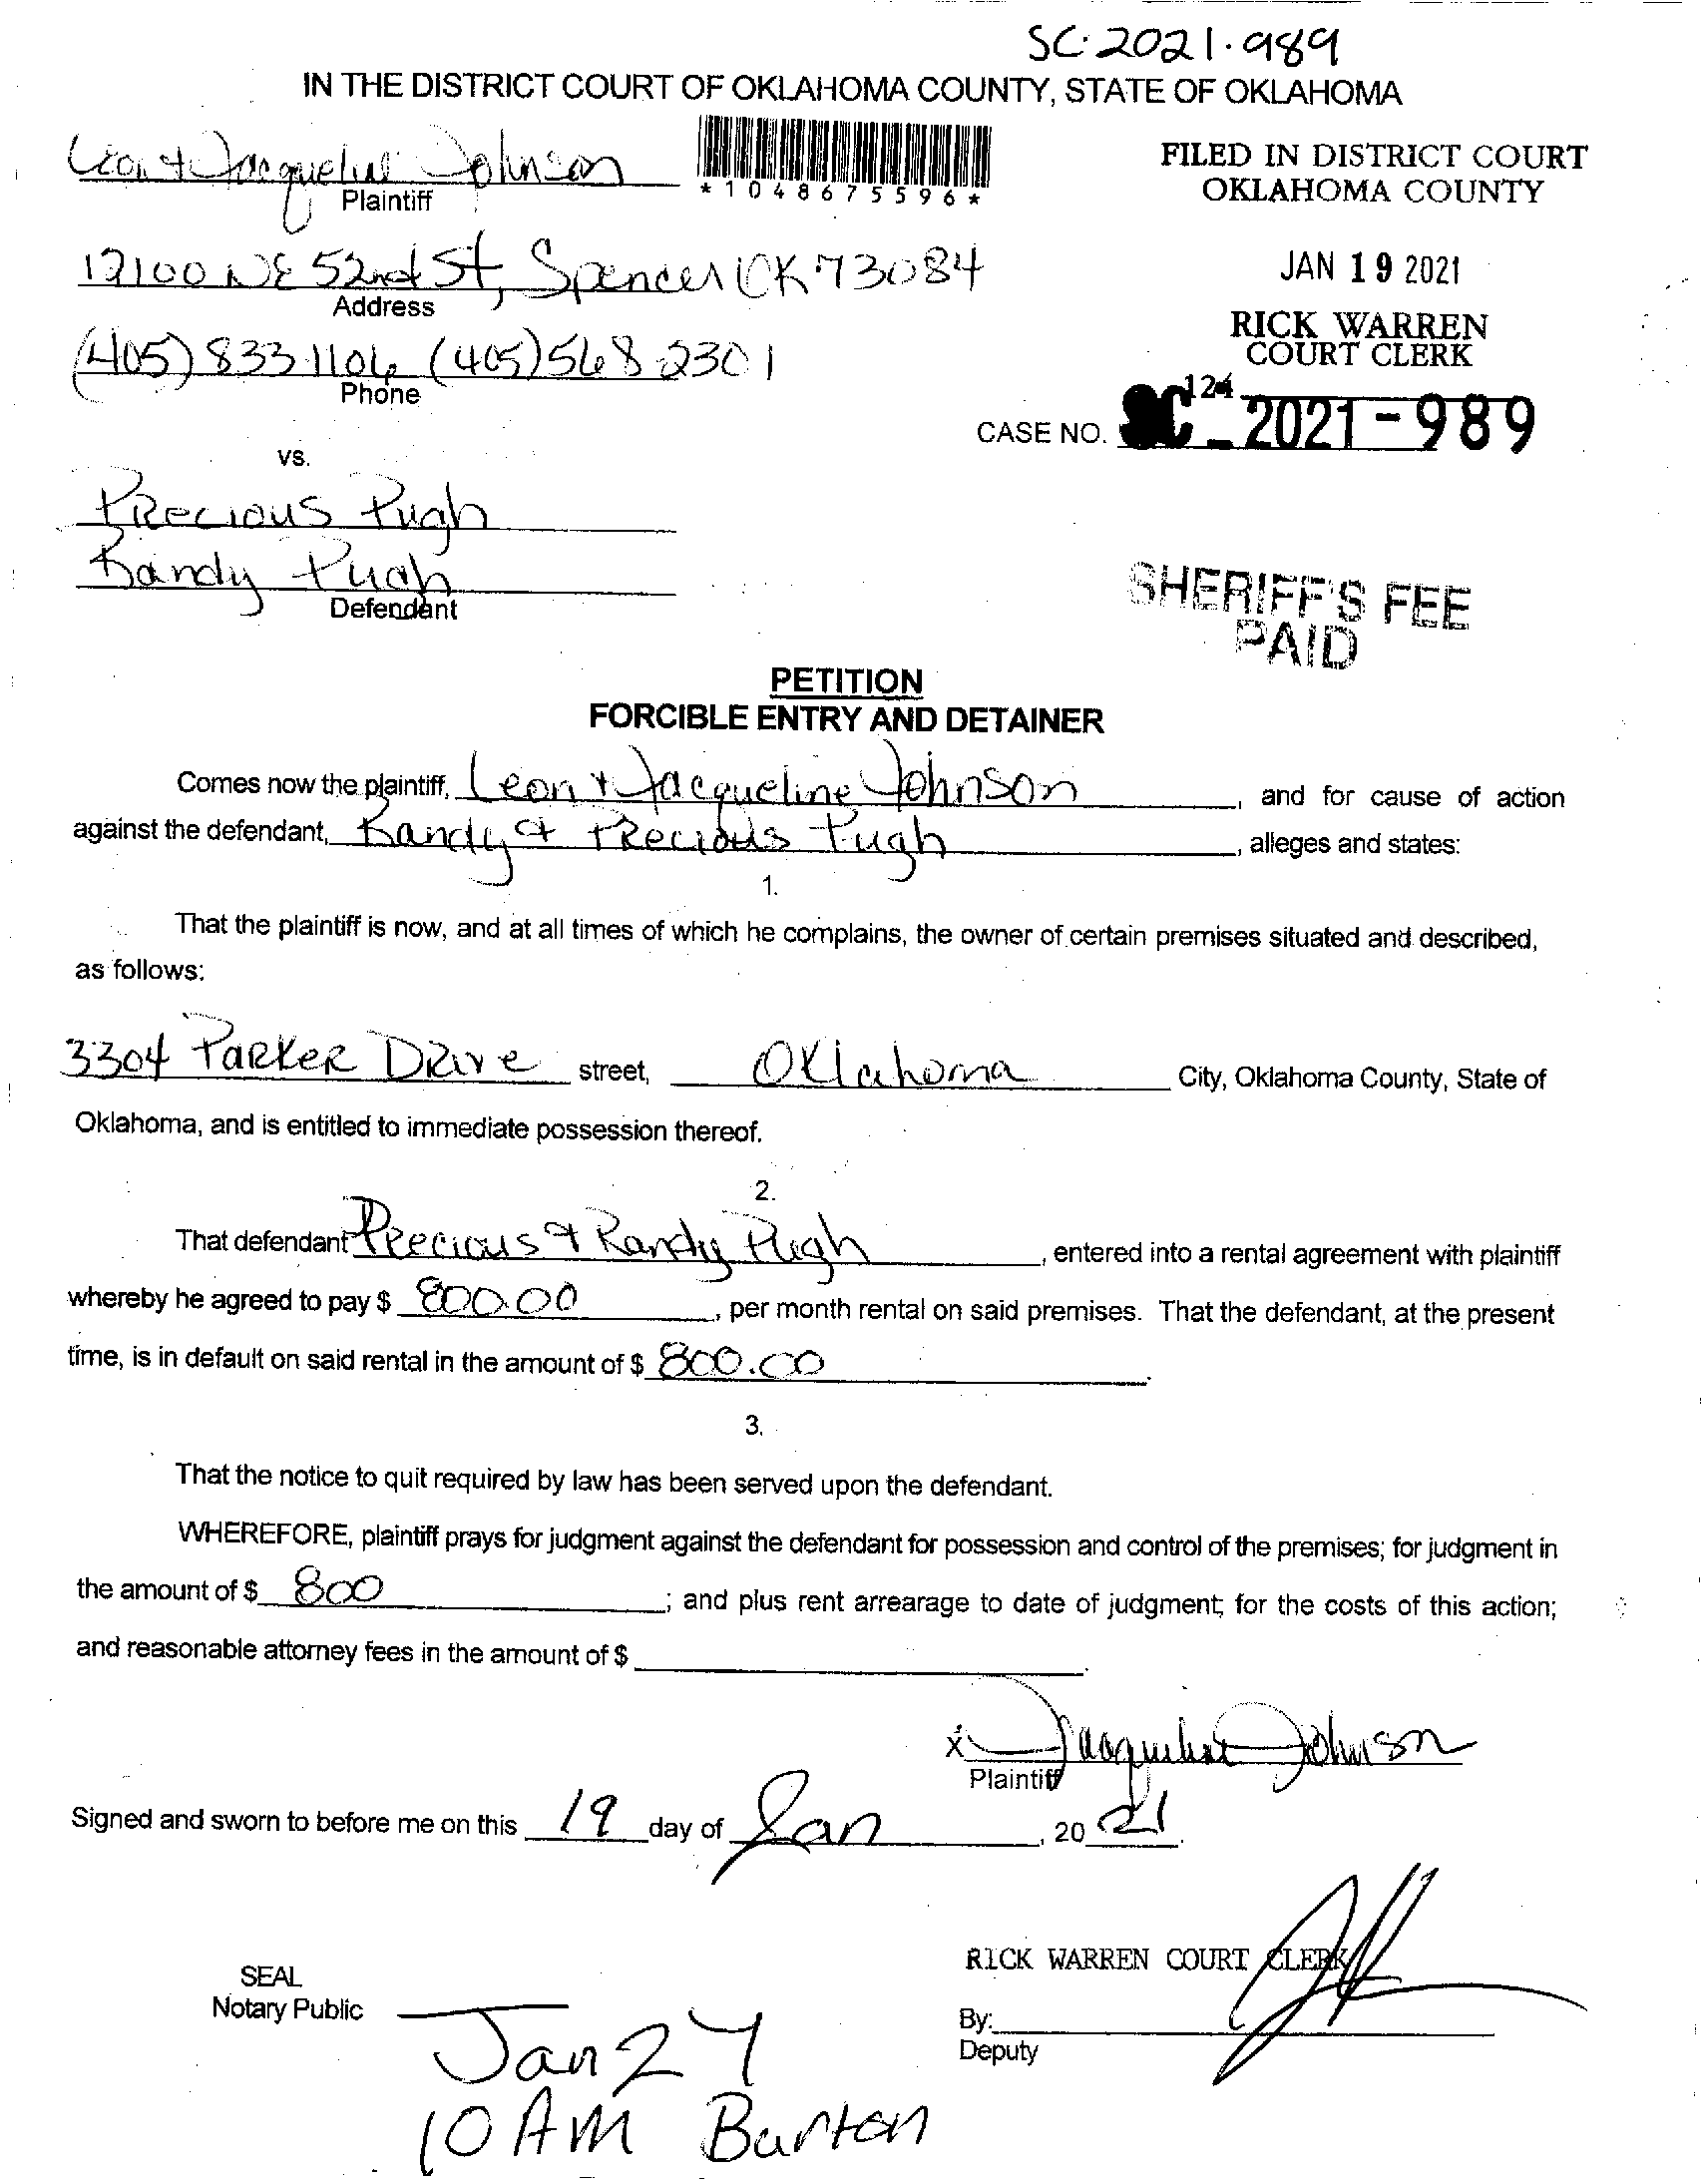 SC-2021-989
IN THE DISTRICT COURT OF OKLAHOMA COUNTY, STATE OF OKLAHOMA
Leon + Jacqueline Johnson
Plaintiff
*1048675596*
FILED IN DISTRICT COURT
OKLAHOMA COUNTY
12100 NE 52nd St, Spencer OK 73084
Address
JAN 19 2021
(405) 833 1106 (405) 568-2301
Phone
RICK WARREN
COURT CLERK
124
CASE NO. SC-2021-989
vs.
Precious Pugh
Randy Pugh
Defendant
SHERIFF'S FEE
PAID
PETITION
FORCIBLE ENTRY AND DETAINER
Comes now the plaintiff, Leon + Jacqueline Johnson, and for cause of action
against the defendant, Randy + Precious Pugh, alleges and states:
1.
That the plaintiff is now, and at all times of which he complains, the owner of certain premises situated and described,
as follows:
3304 Parker Drive street, Oklahoma City, Oklahoma County, State of
Oklahoma, and is entitled to immediate possession thereof.
2.
That defendant Precious + Randy Pugh, entered into a rental agreement with plaintiff
whereby he agreed to pay $ 800.00, per month rental on said premises. That the defendant, at the present
time, is in default on said rental in the amount of $ 800.00.
3.
That the notice to quit required by law has been served upon the defendant.
WHEREFORE, plaintiff prays for judgment against the defendant for possession and control of the premises; for judgment in
the amount of $ 800; and plus rent arrearage to date of judgment; for the costs of this action;
and reasonable attorney fees in the amount of $
x Jacqueline Johnson
Plaintiff
Signed and sworn to before me on this 19 day of Jan, 2021.
RICK WARREN COURT CLERK
SEAL
Notary Public
By:
Deputy
Jan 27
10 AM Burton